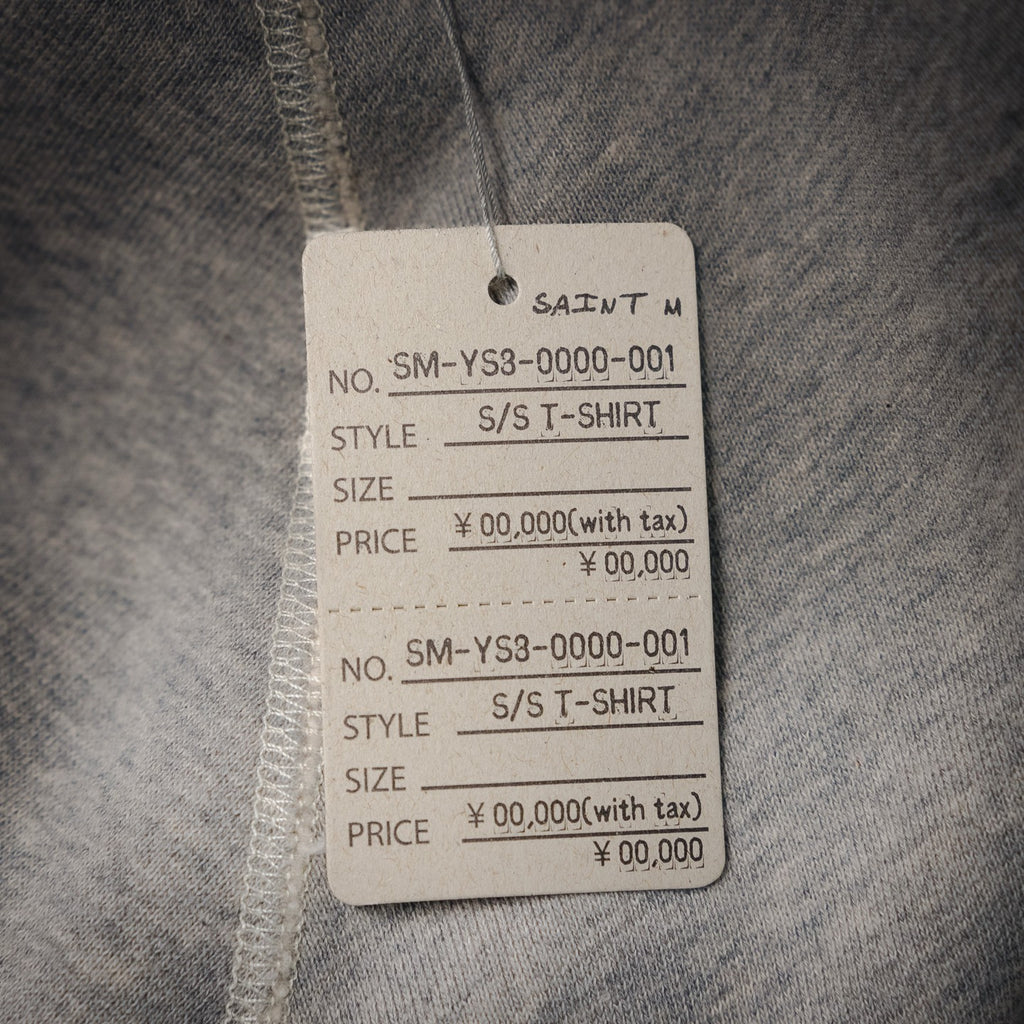 SAINT M
NO. SM-YS3-0000-001
STYLE S/S T-SHIRT
SIZE
PRICE ¥ 00,000(with tax)
¥ 00,000
NO. SM-YS3-0000-001
STYLE S/S T-SHIRT
SIZE
PRICE ¥ 00,000(with tax)
¥ 00,000